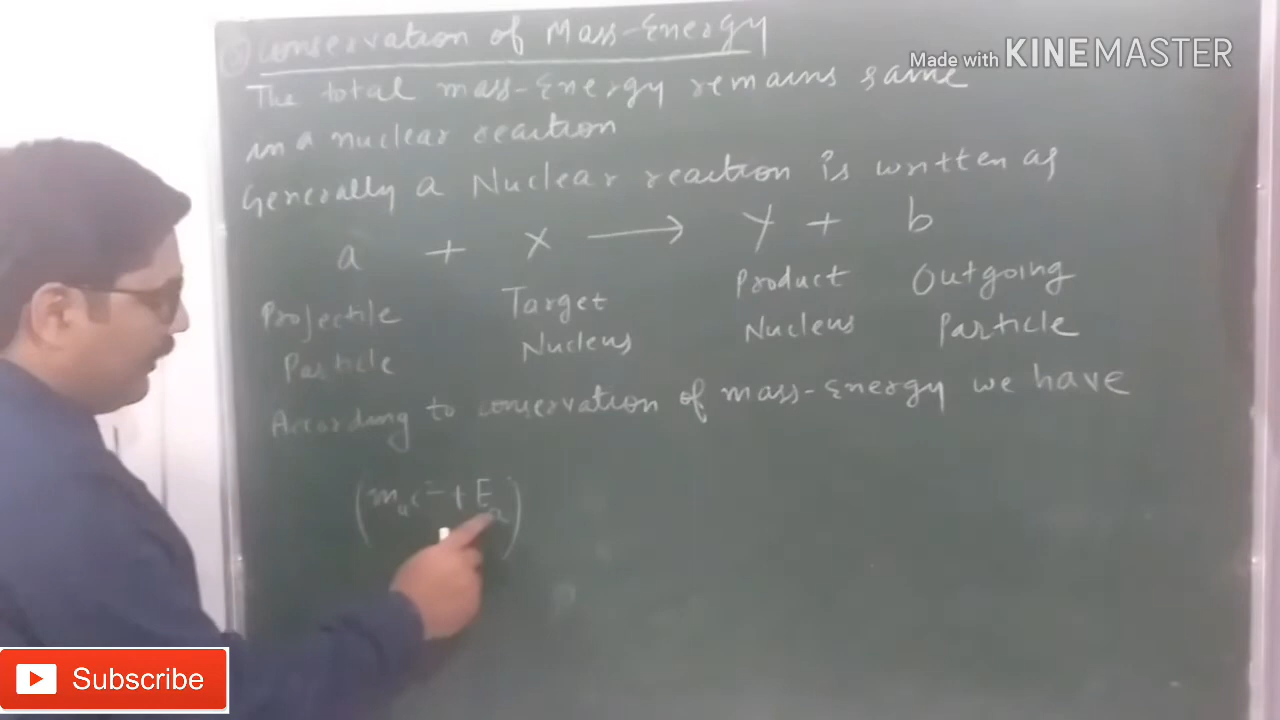 Conservation of Mass-Energy
Made with KINEMASTER
The total mass-Energy remains same
in a nuclear reaction
Generally a Nuclear reaction is written as
a + x ⟶ y + b
Projectile Target Product Outgoing
Particle Nucleus Nucleus Particle
According to conservation of mass-Energy we have
(mₐc² + Eₐ)
Subscribe